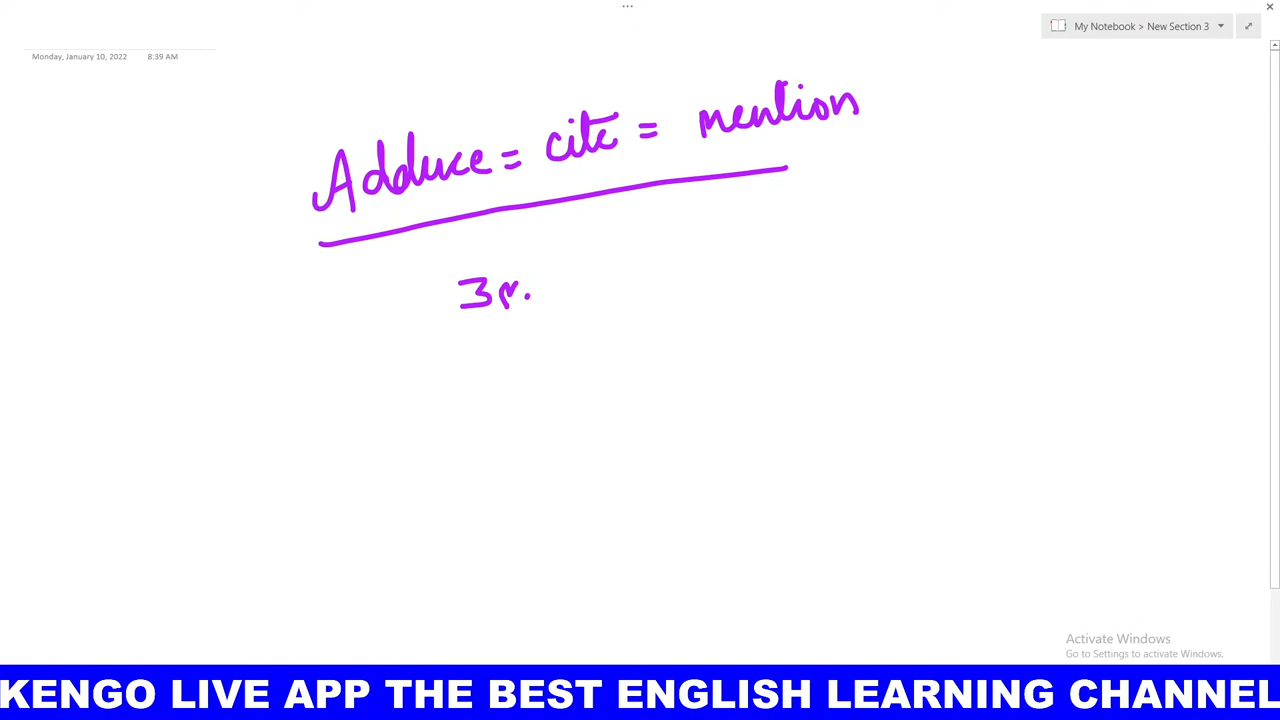 My Notebook > New Section 3
Monday, January 10, 2022 8:39 AM
Adduce = cite = mention
Activate Windows
Go to Settings to activate Windows.
KENGO LIVE APP THE BEST ENGLISH LEARNING CHANNEL